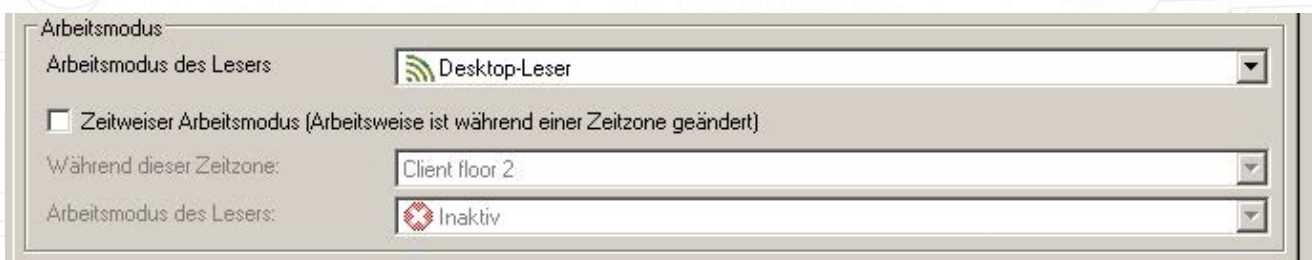 Arbeitsmodus
Arbeitsmodus des Lesers Desktop-Leser
Zeitweiser Arbeitsmodus (Arbeitsweise ist während einer Zeitzone geändert)
Während dieser Zeitzone: Client floor 2
Arbeitsmodus des Lesers: Inaktiv